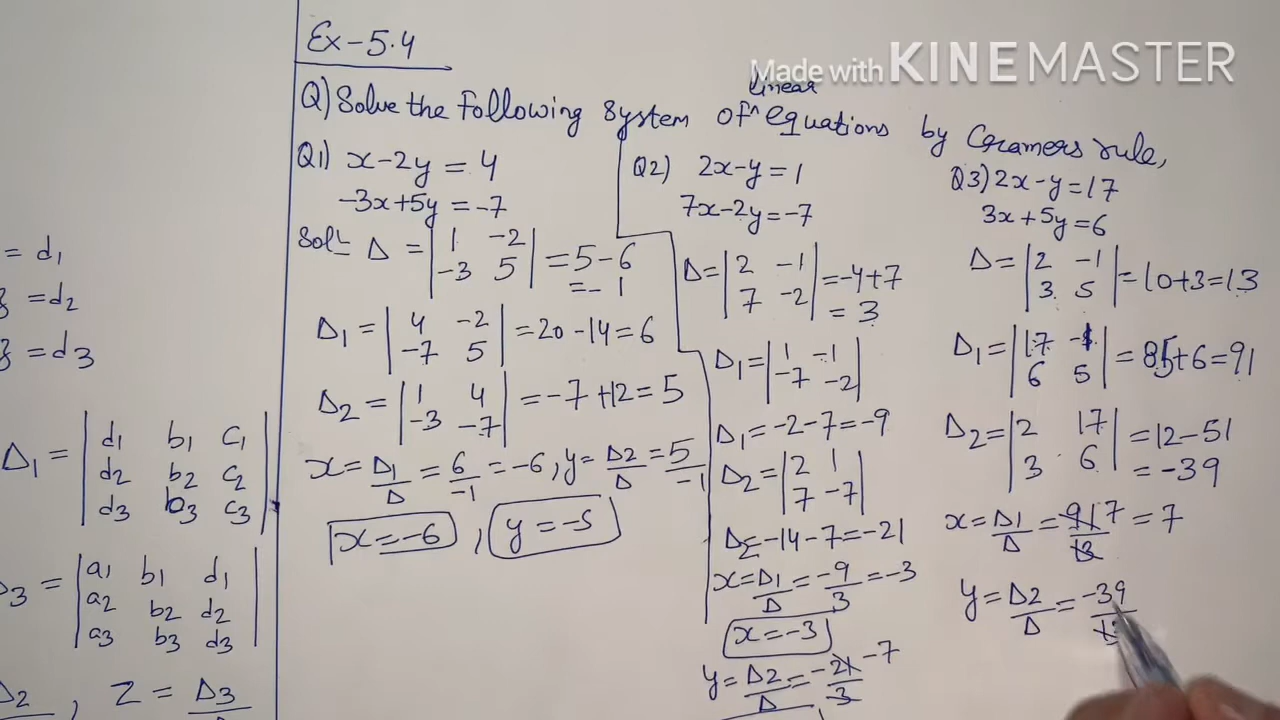 Made with KINEMASTER
Ex-5.4
Q) Solve the following system of ^ equations by Cramers rule,
linear
Q1) x-2y = 4
-3x+5y = -7
Sol:- Δ = | 1 -2 | = 5-6
| -3 5 | = -1
Δ1 = | 4 -2 | = 20-14 = 6
| -7 5 |
Δ2 = | 1 4 | = -7+12 = 5
| -3 -7 |
x = Δ1/Δ = 6/-1 = -6, y = Δ2/Δ = 5/-1
x = -6, y = -5
Q2) 2x-y = 1
7x-2y = -7
Δ = | 2 -1 | = -4+7
| 7 -2 | = 3
Δ1 = | 1 -1 |
| -7 -2 |
Δ1 = -2-7 = -9
Δ2 = | 2 1 |
| 7 -7 |
Δ2 = -14-7 = -21
x = Δ1/Δ = -9/3 = -3
x = -3
y = Δ2/Δ = -21/3 -7
Q3) 2x-y = 17
3x+5y = 6
Δ = | 2 -1 | = 10+3 = 13
| 3 5 |
Δ1 = | 17 -1 | = 85+6 = 91
| 6 5 |
Δ2 = | 2 17 | = 12-51
| 3 6 | = -39
x = Δ1/Δ = 91/13 7 = 7
y = Δ2/Δ = -39/13
= d1
= d2
= d3
Δ1 = | d1 b1 c1 |
| d2 b2 c2 |
| d3 b3 c3 |
Δ3 = | a1 b1 d1 |
| a2 b2 d2 |
| a3 b3 d3 |
Δ2 , Z = Δ3